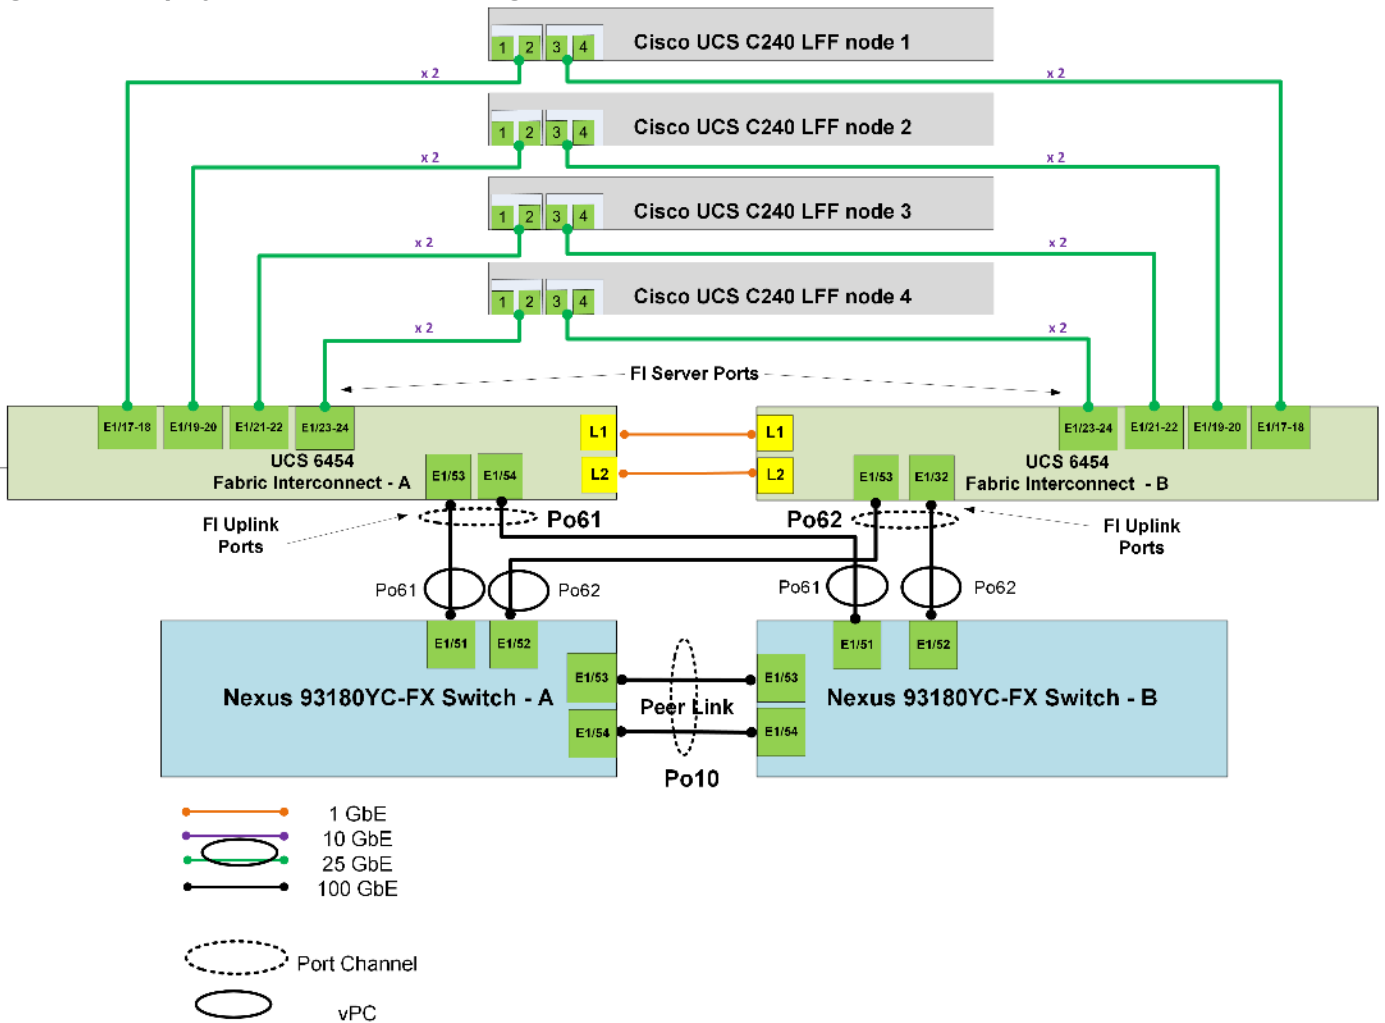 1 2 3 4 Cisco UCS C240 LFF node 1
x 2 x 2
1 2 3 4 Cisco UCS C240 LFF node 2
x 2 x 2
1 2 3 4 Cisco UCS C240 LFF node 3
x 2 x 2
1 2 3 4 Cisco UCS C240 LFF node 4
x 2 x 2
FI Server Ports
E1/17-18 E1/19-20 E1/21-22 E1/23-24 L1 L1 E1/23-24 E1/21-22 E1/19-20 E1/17-18
UCS 6454
Fabric Interconnect - A
E1/53 E1/54 L2 L2 E1/53 E1/32
UCS 6454
Fabric Interconnect - B
FI Uplink
Ports
Po61 Po62
FI Uplink
Ports
Po61 Po62 Po61 Po62
E1/51 E1/52 E1/51 E1/52
E1/53 E1/53
Nexus 93180YC-FX Switch - A Peer Link Nexus 93180YC-FX Switch - B
E1/54 E1/54
Po10
1 GbE
10 GbE
25 GbE
100 GbE
Port Channel
vPC